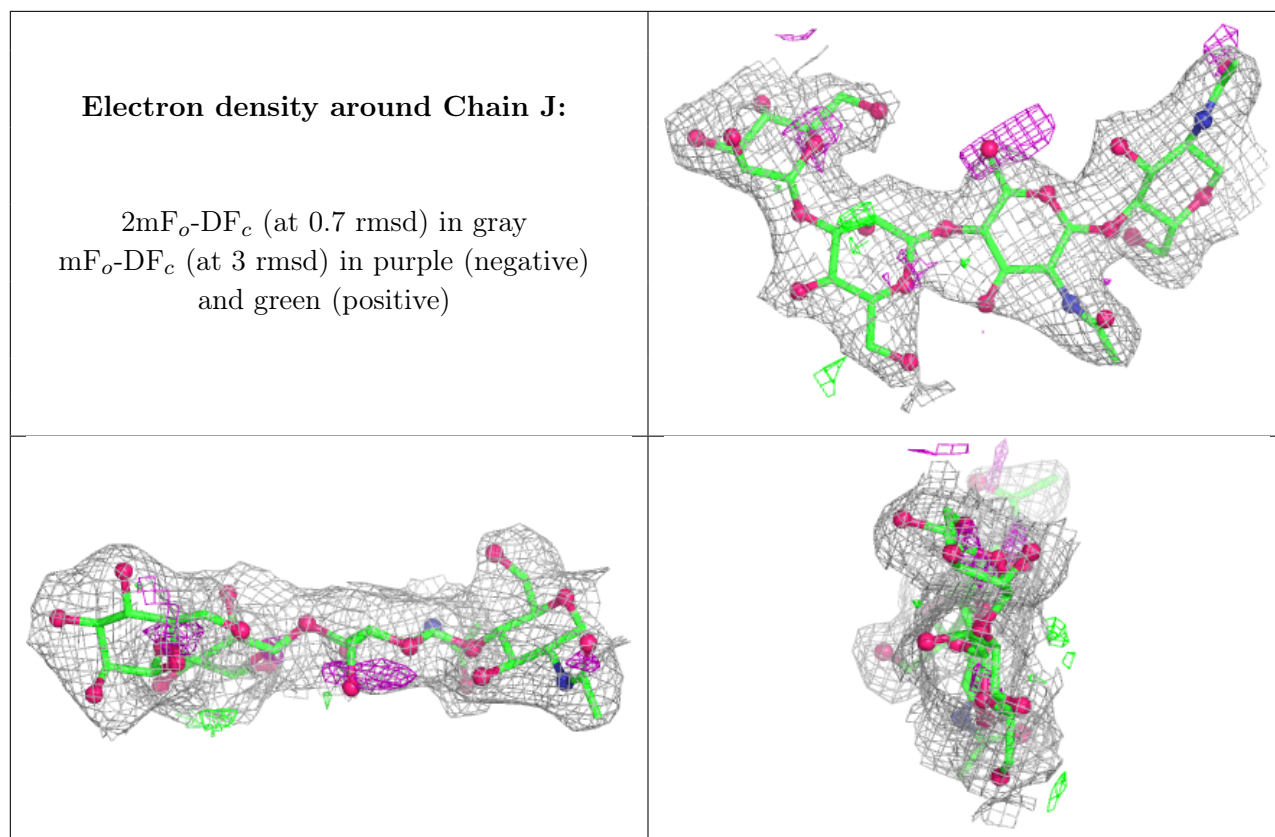 Electron density around Chain J:
2mFₒ-DF𝒸 (at 0.7 rmsd) in gray
mFₒ-DF𝒸 (at 3 rmsd) in purple (negative)
and green (positive)